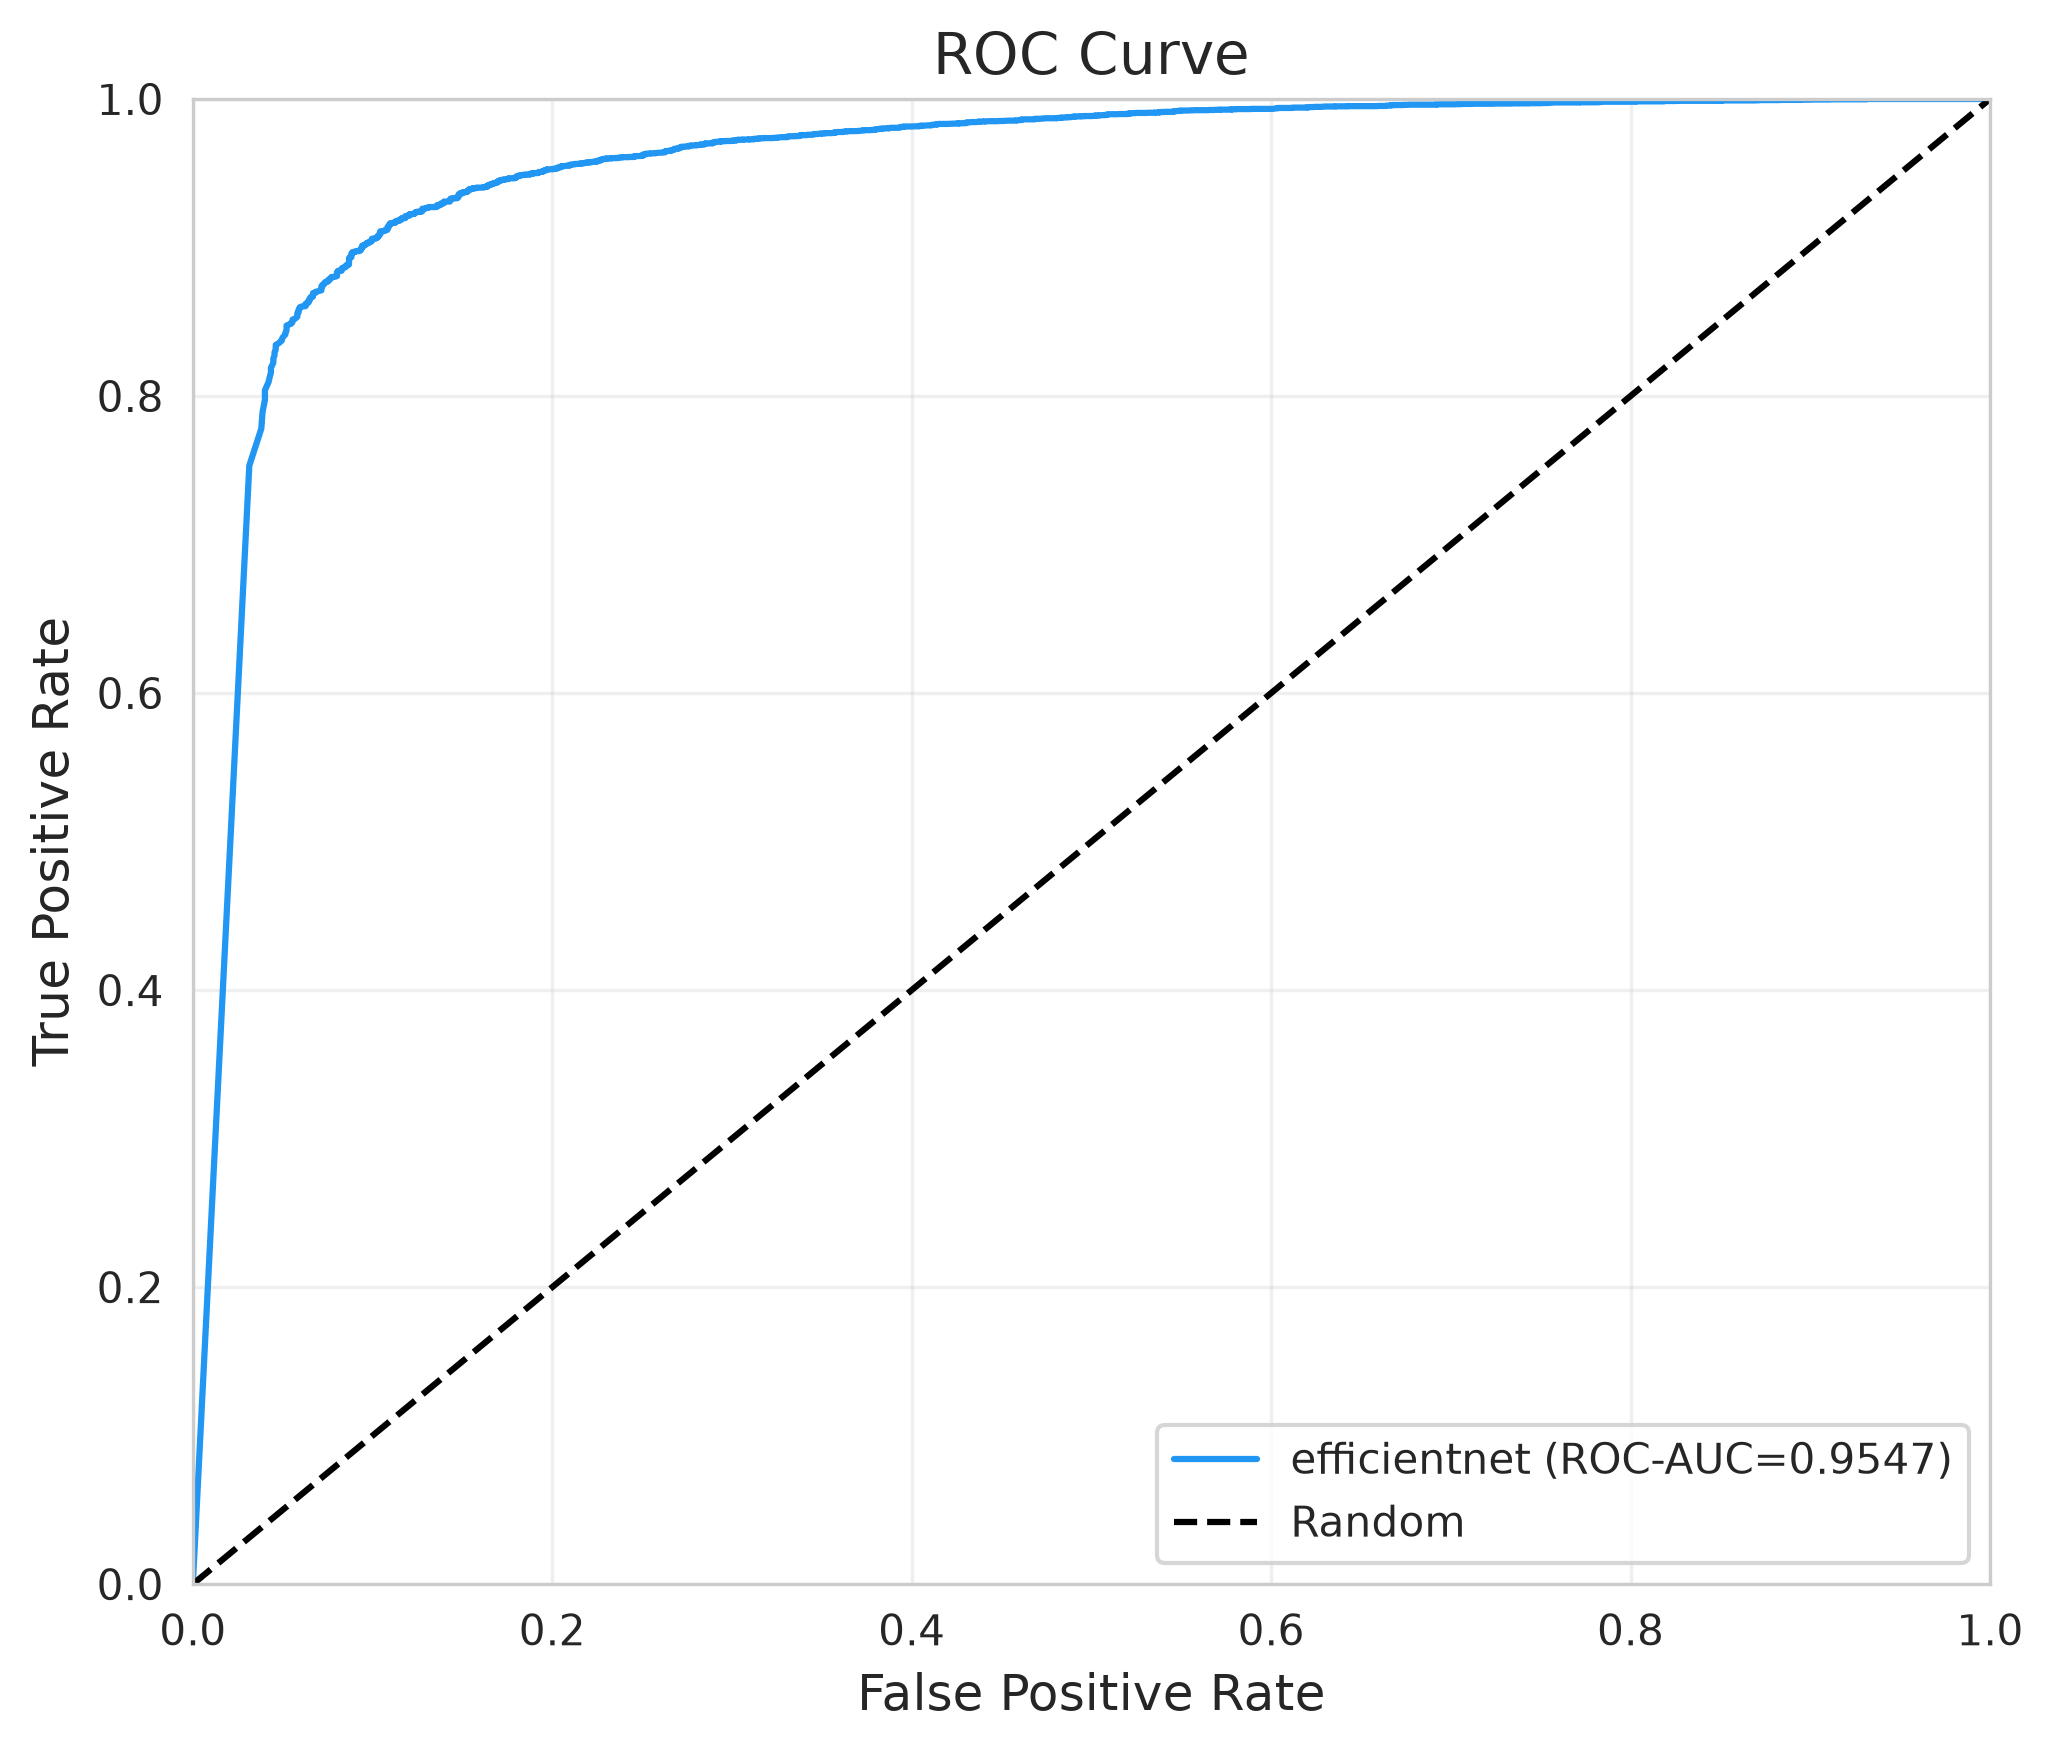 ROC Curve
1.0
0.8
0.6
0.4
0.2
0.0
True Positive Rate
efficientnet (ROC-AUC=0.9547)
Random
0.0 0.2 0.4 0.6 0.8 1.0
False Positive Rate